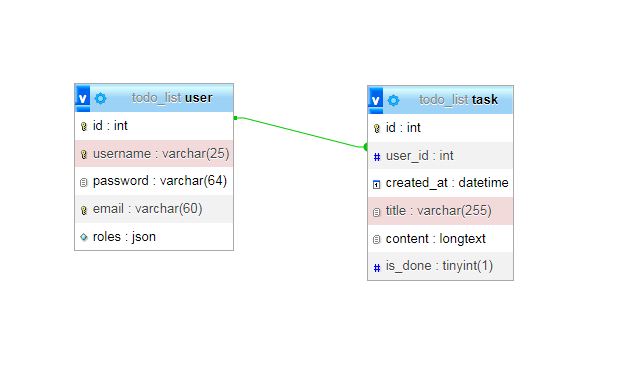 v todo_list user
id : int
username : varchar(25)
password : varchar(64)
email : varchar(60)
roles : json
v todo_list task
id : int
# user_id : int
created_at : datetime
title : varchar(255)
content : longtext
# is_done : tinyint(1)